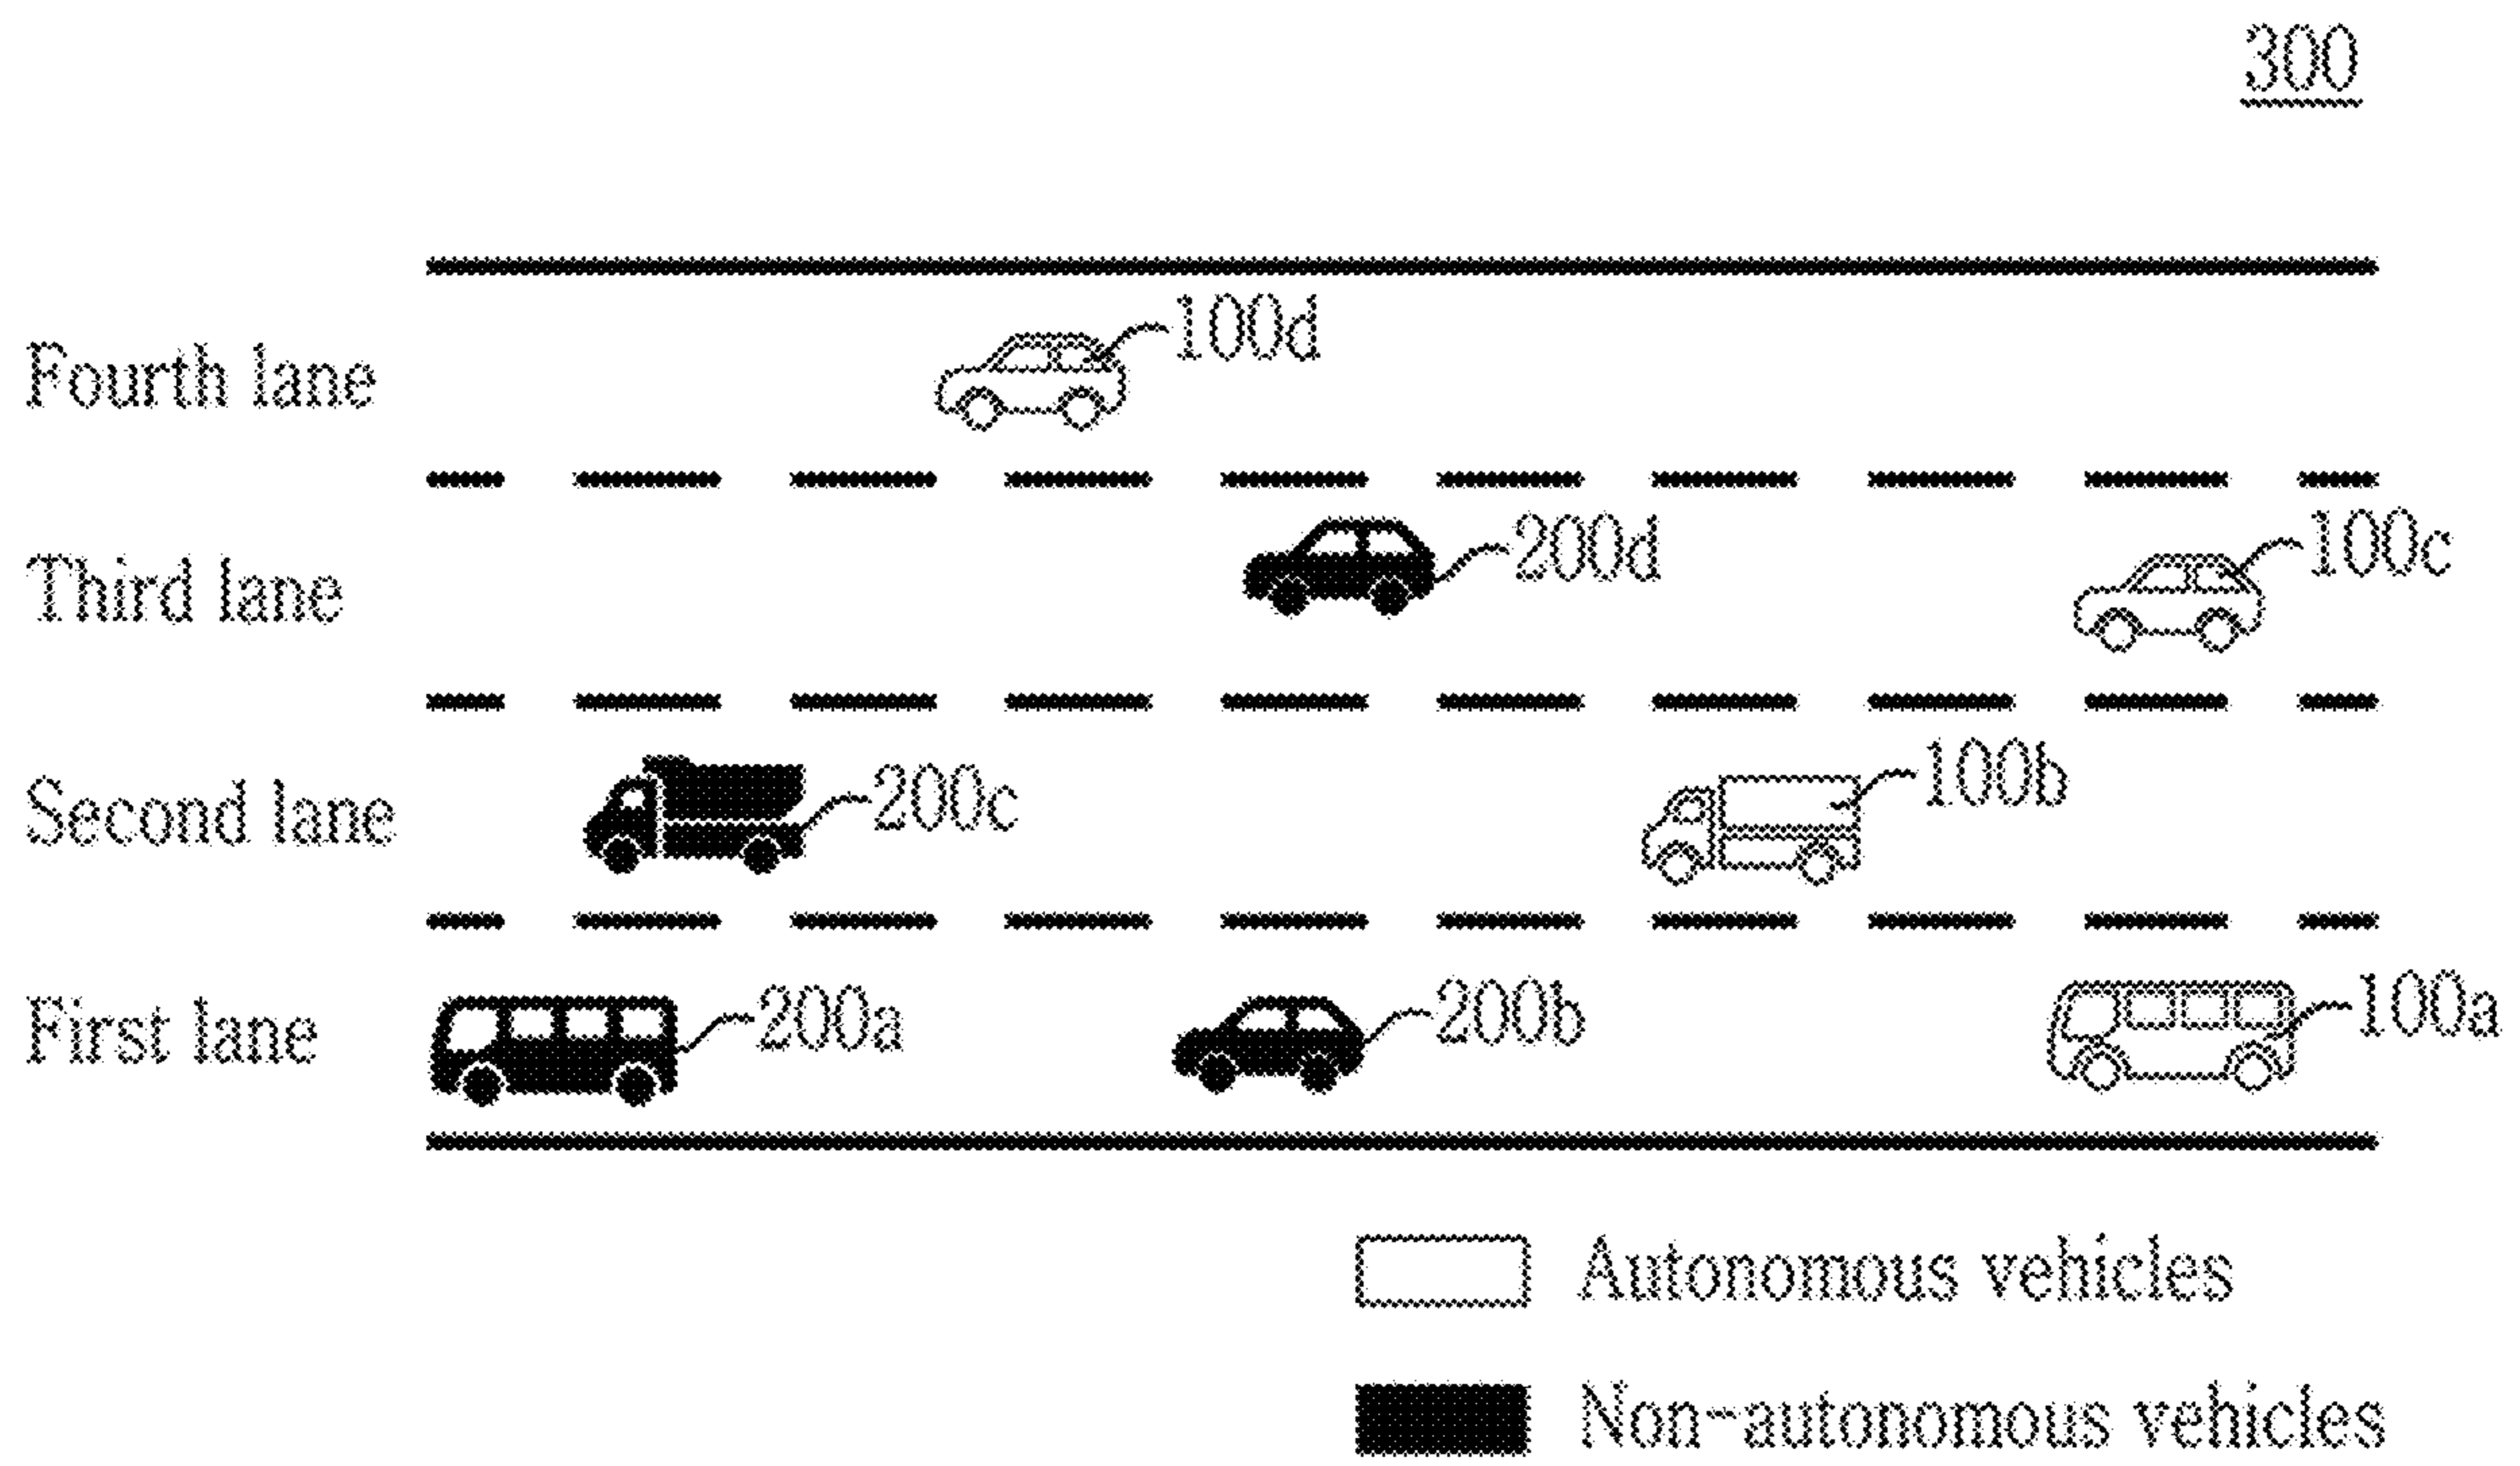 300
Fourth lane
100d
Third lane
200d
100c
Second lane
200c
100b
First lane
200a
200b
100a
Autonomous vehicles
Non-autonomous vehicles